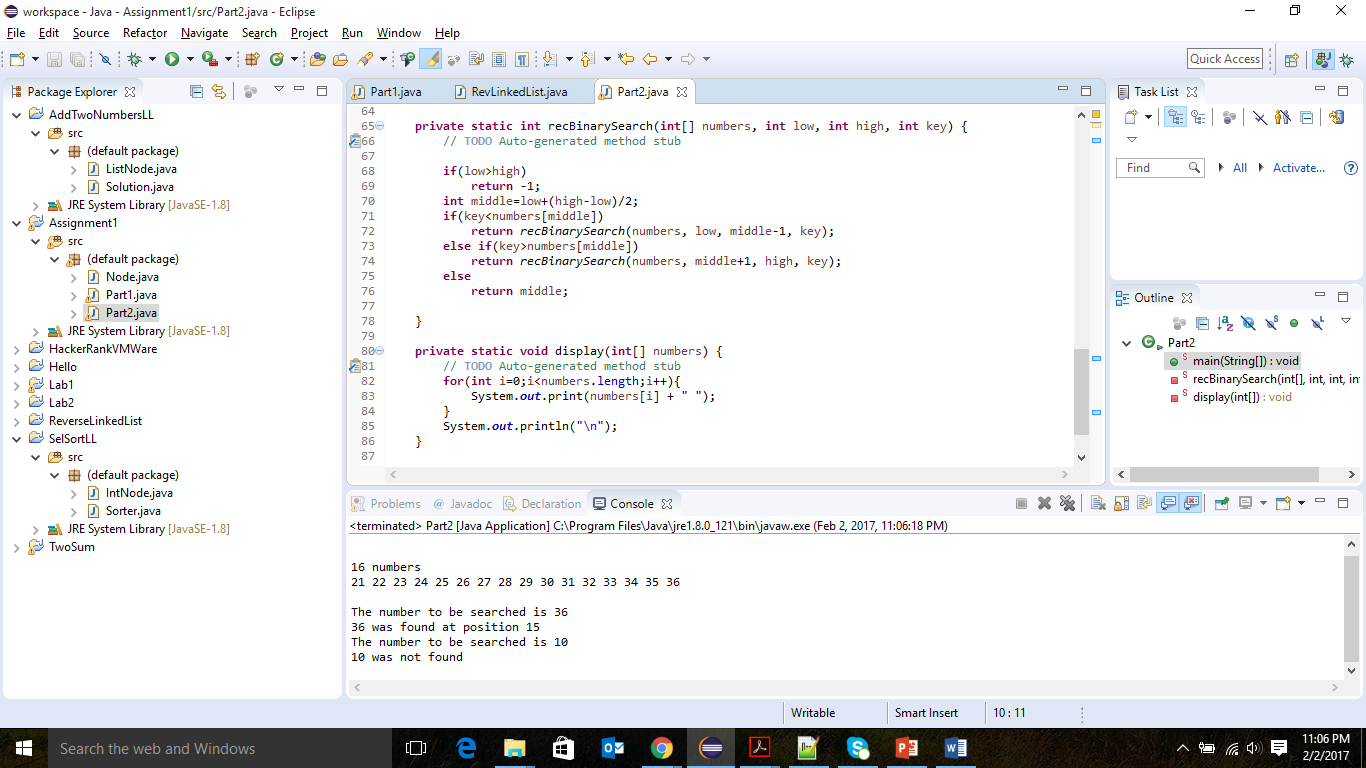 workspace - Java - Assignment1/src/Part2.java - Eclipse
File Edit Source Refactor Navigate Search Project Run Window Help
Quick Access
Package Explorer
AddTwoNumbersLL
src
(default package)
ListNode.java
Solution.java
JRE System Library [JavaSE-1.8]
Assignment1
src
(default package)
Node.java
Part1.java
Part2.java
JRE System Library [JavaSE-1.8]
HackerRankVMWare
Hello
Lab1
Lab2
ReverseLinkedList
SelSortLL
src
(default package)
IntNode.java
Sorter.java
JRE System Library [JavaSE-1.8]
TwoSum
Part1.java RevLinkedList.java Part2.java
64
65 private static int recBinarySearch(int[] numbers, int low, int high, int key) {
66 // TODO Auto-generated method stub
67
68 if(low>high)
69 return -1;
70 int middle=low+(high-low)/2;
71 if(key<numbers[middle])
72 return recBinarySearch(numbers, low, middle-1, key);
73 else if(key>numbers[middle])
74 return recBinarySearch(numbers, middle+1, high, key);
75 else
76 return middle;
77
78 }
79
80 private static void display(int[] numbers) {
81 // TODO Auto-generated method stub
82 for(int i=0;i<numbers.length;i++){
83 System.out.print(numbers[i] + " ");
84 }
85 System.out.println("\n");
86 }
87
Task List
Find All Activate...
Outline
Part2
main(String[]) : void
recBinarySearch(int[], int, int, in
display(int[]) : void
Problems @ Javadoc Declaration Console
<terminated> Part2 [Java Application] C:\Program Files\Java\jre1.8.0_121\bin\javaw.exe (Feb 2, 2017, 11:06:18 PM)
16 numbers
21 22 23 24 25 26 27 28 29 30 31 32 33 34 35 36
The number to be searched is 36
36 was found at position 15
The number to be searched is 10
10 was not found
Writable Smart Insert 10 : 11
Search the web and Windows
11:06 PM
2/2/2017